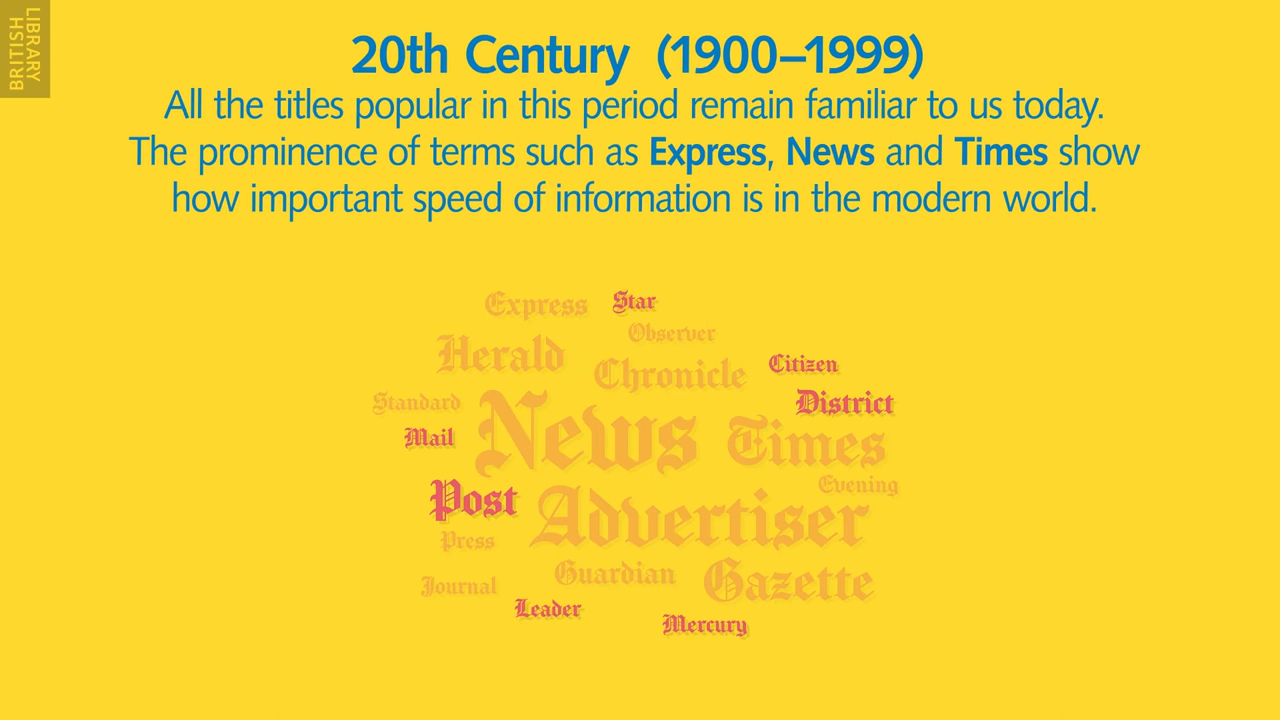 BRITISH
LIBRARY
20th Century (1900–1999)
All the titles popular in this period remain familiar to us today.
The prominence of terms such as Express, News and Times show
how important speed of information is in the modern world.
Express Star
Observer
Herald
Chronicle
Citizen
Standard
District
Mail
News
Times
Evening
Post
Advertiser
Press
Guardian
Gazette
Journal
Leader
Mercury